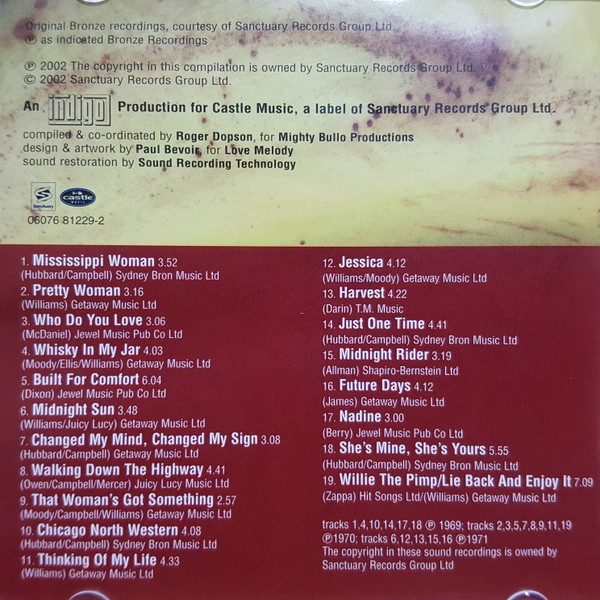 Original Bronze recordings, courtesy of Sanctuary Records Group Ltd.
℗ as indicated Bronze Recordings
℗ 2002 The copyright in this compilation is owned by Sanctuary Records Group Ltd.
© 2002 Sanctuary Records Group Ltd.
An indigo Production for Castle Music, a label of Sanctuary Records Group Ltd.
compiled & co-ordinated by Roger Dopson, for Mighty Bullo Productions
design & artwork by Paul Bevoir, for Love Melody
sound restoration by Sound Recording Technology
Sanctuary castle MUSIC
06076 81229-2
1. Mississippi Woman 3.52
(Hubbard/Campbell) Sydney Bron Music Ltd
2. Pretty Woman 3.16
(Williams) Getaway Music Ltd
3. Who Do You Love 3.06
(McDaniel) Jewel Music Pub Co Ltd
4. Whisky In My Jar 4.03
(Moody/Ellis/Williams) Getaway Music Ltd
5. Built For Comfort 6.04
(Dixon) Jewel Music Pub Co Ltd
6. Midnight Sun 3.48
(Williams/Juicy Lucy) Getaway Music Ltd
7. Changed My Mind, Changed My Sign 3.08
(Hubbard/Campbell) Getaway Music Ltd
8. Walking Down The Highway 4.41
(Owen/Campbell/Mercer) Juicy Lucy Music Ltd
9. That Woman's Got Something 2.57
(Moody/Campbell/Williams) Getaway Music Ltd
10. Chicago North Western 4.08
(Hubbard/Campbell) Sydney Bron Music Ltd
11. Thinking Of My Life 4.33
(Williams) Getaway Music Ltd
12. Jessica 4.12
(Williams/Moody) Getaway Music Ltd
13. Harvest 4.22
(Darin) T.M. Music
14. Just One Time 4.41
(Hubbard/Campbell) Sydney Bron Music Ltd
15. Midnight Rider 3.19
(Allman) Shapiro-Bernstein Ltd
16. Future Days 4.12
(James) Getaway Music Ltd
17. Nadine 3.00
(Berry) Jewel Music Pub Co Ltd
18. She's Mine, She's Yours 5.55
(Hubbard/Campbell) Sydney Bron Music Ltd
19. Willie The Pimp/Lie Back And Enjoy It 7.09
(Zappa) Hit Songs Ltd/(Williams) Getaway Music Ltd
tracks 1,4,10,14,17,18 ℗ 1969; tracks 2,3,5,7,8,9,11,19
℗1970; tracks 6,12,13,15,16 ℗1971
The copyright in these sound recordings is owned by
Sanctuary Records Group Ltd